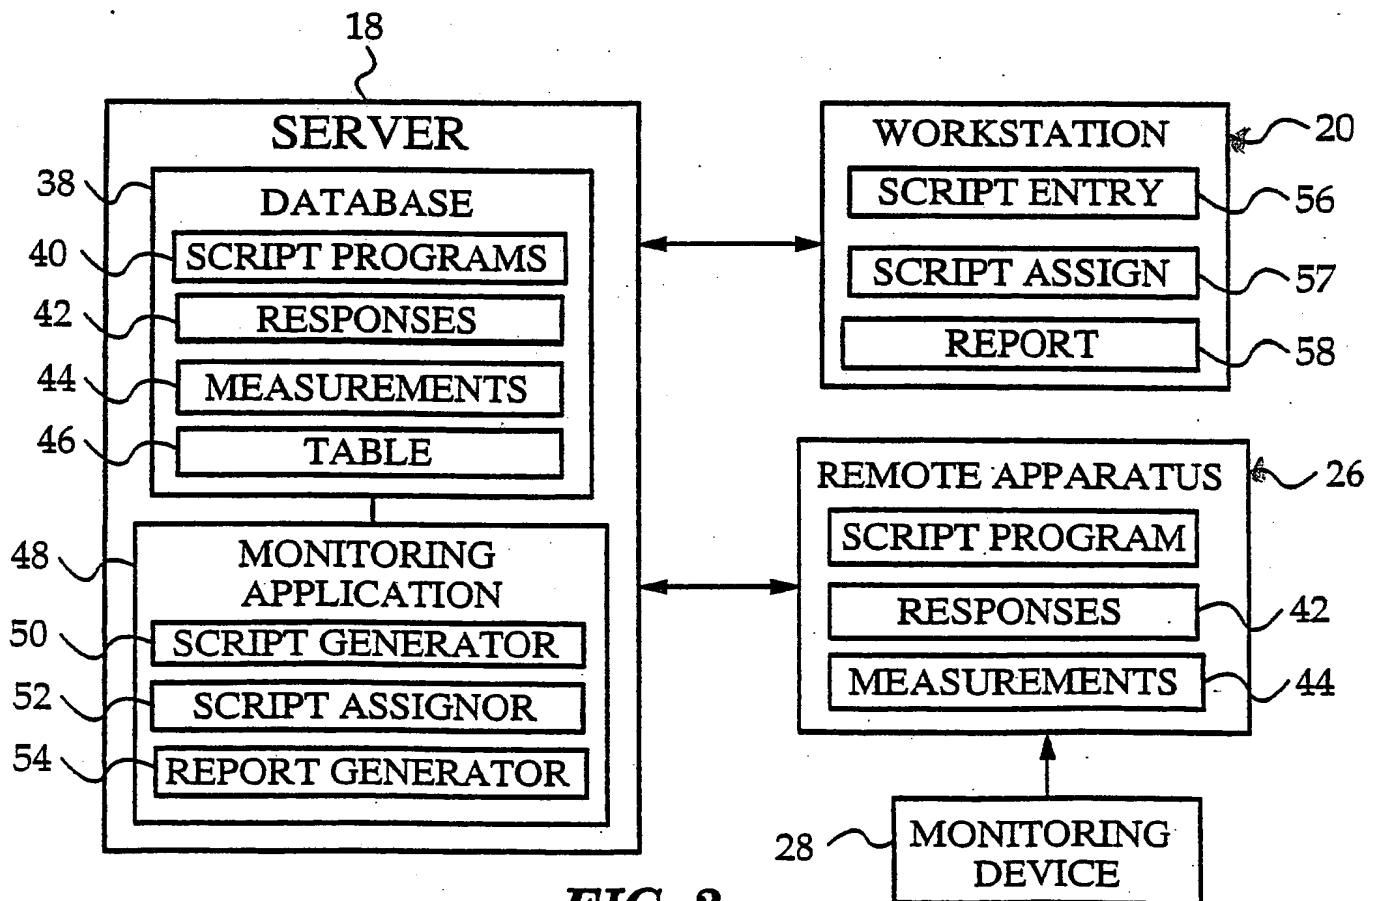 18
SERVER
38
DATABASE
40
SCRIPT PROGRAMS
42
RESPONSES
44
MEASUREMENTS
46
TABLE
48
MONITORING
APPLICATION
50
SCRIPT GENERATOR
52
SCRIPT ASSIGNOR
54
REPORT GENERATOR
WORKSTATION
20
SCRIPT ENTRY
56
SCRIPT ASSIGN
57
REPORT
58
REMOTE APPARATUS
26
SCRIPT PROGRAM
RESPONSES
42
MEASUREMENTS
44
28
MONITORING
DEVICE